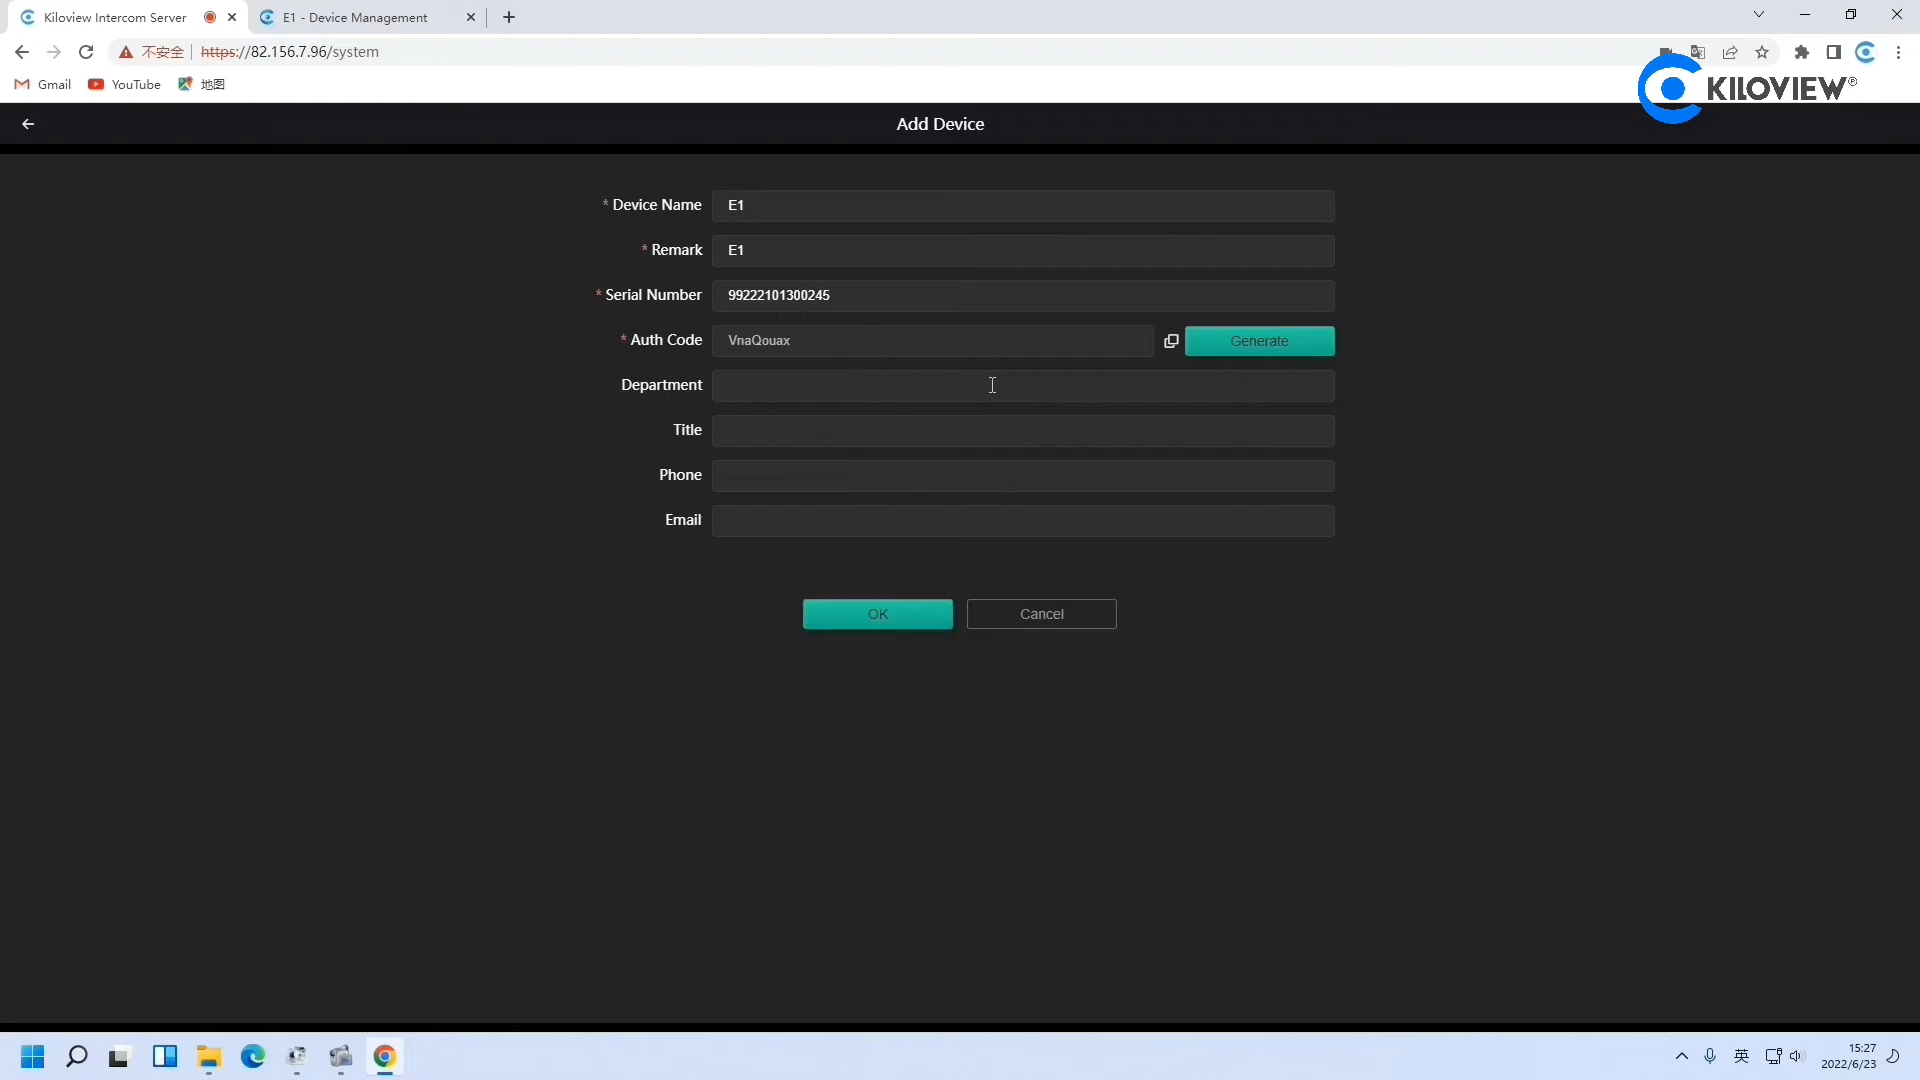 Kiloview Intercom Server
E1 - Device Management
不安全
https://82.156.7.96/system
Gmail
YouTube
地图
KILOVIEW®
Add Device
* Device Name
E1
* Remark
E1
* Serial Number
99222101300245
* Auth Code
VnaQouax
Generate
Department
Title
Phone
Email
OK
Cancel
英
15:27
2022/6/23